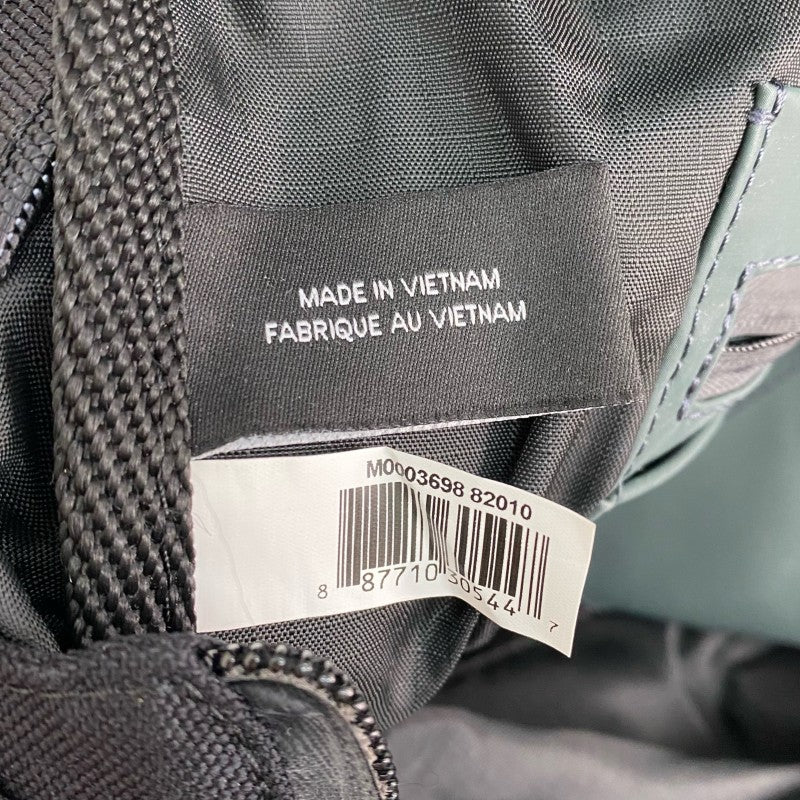 MADE IN VIETNAM
FABRIQUE AU VIETNAM
M0003698 82010
8 87710 30544 7